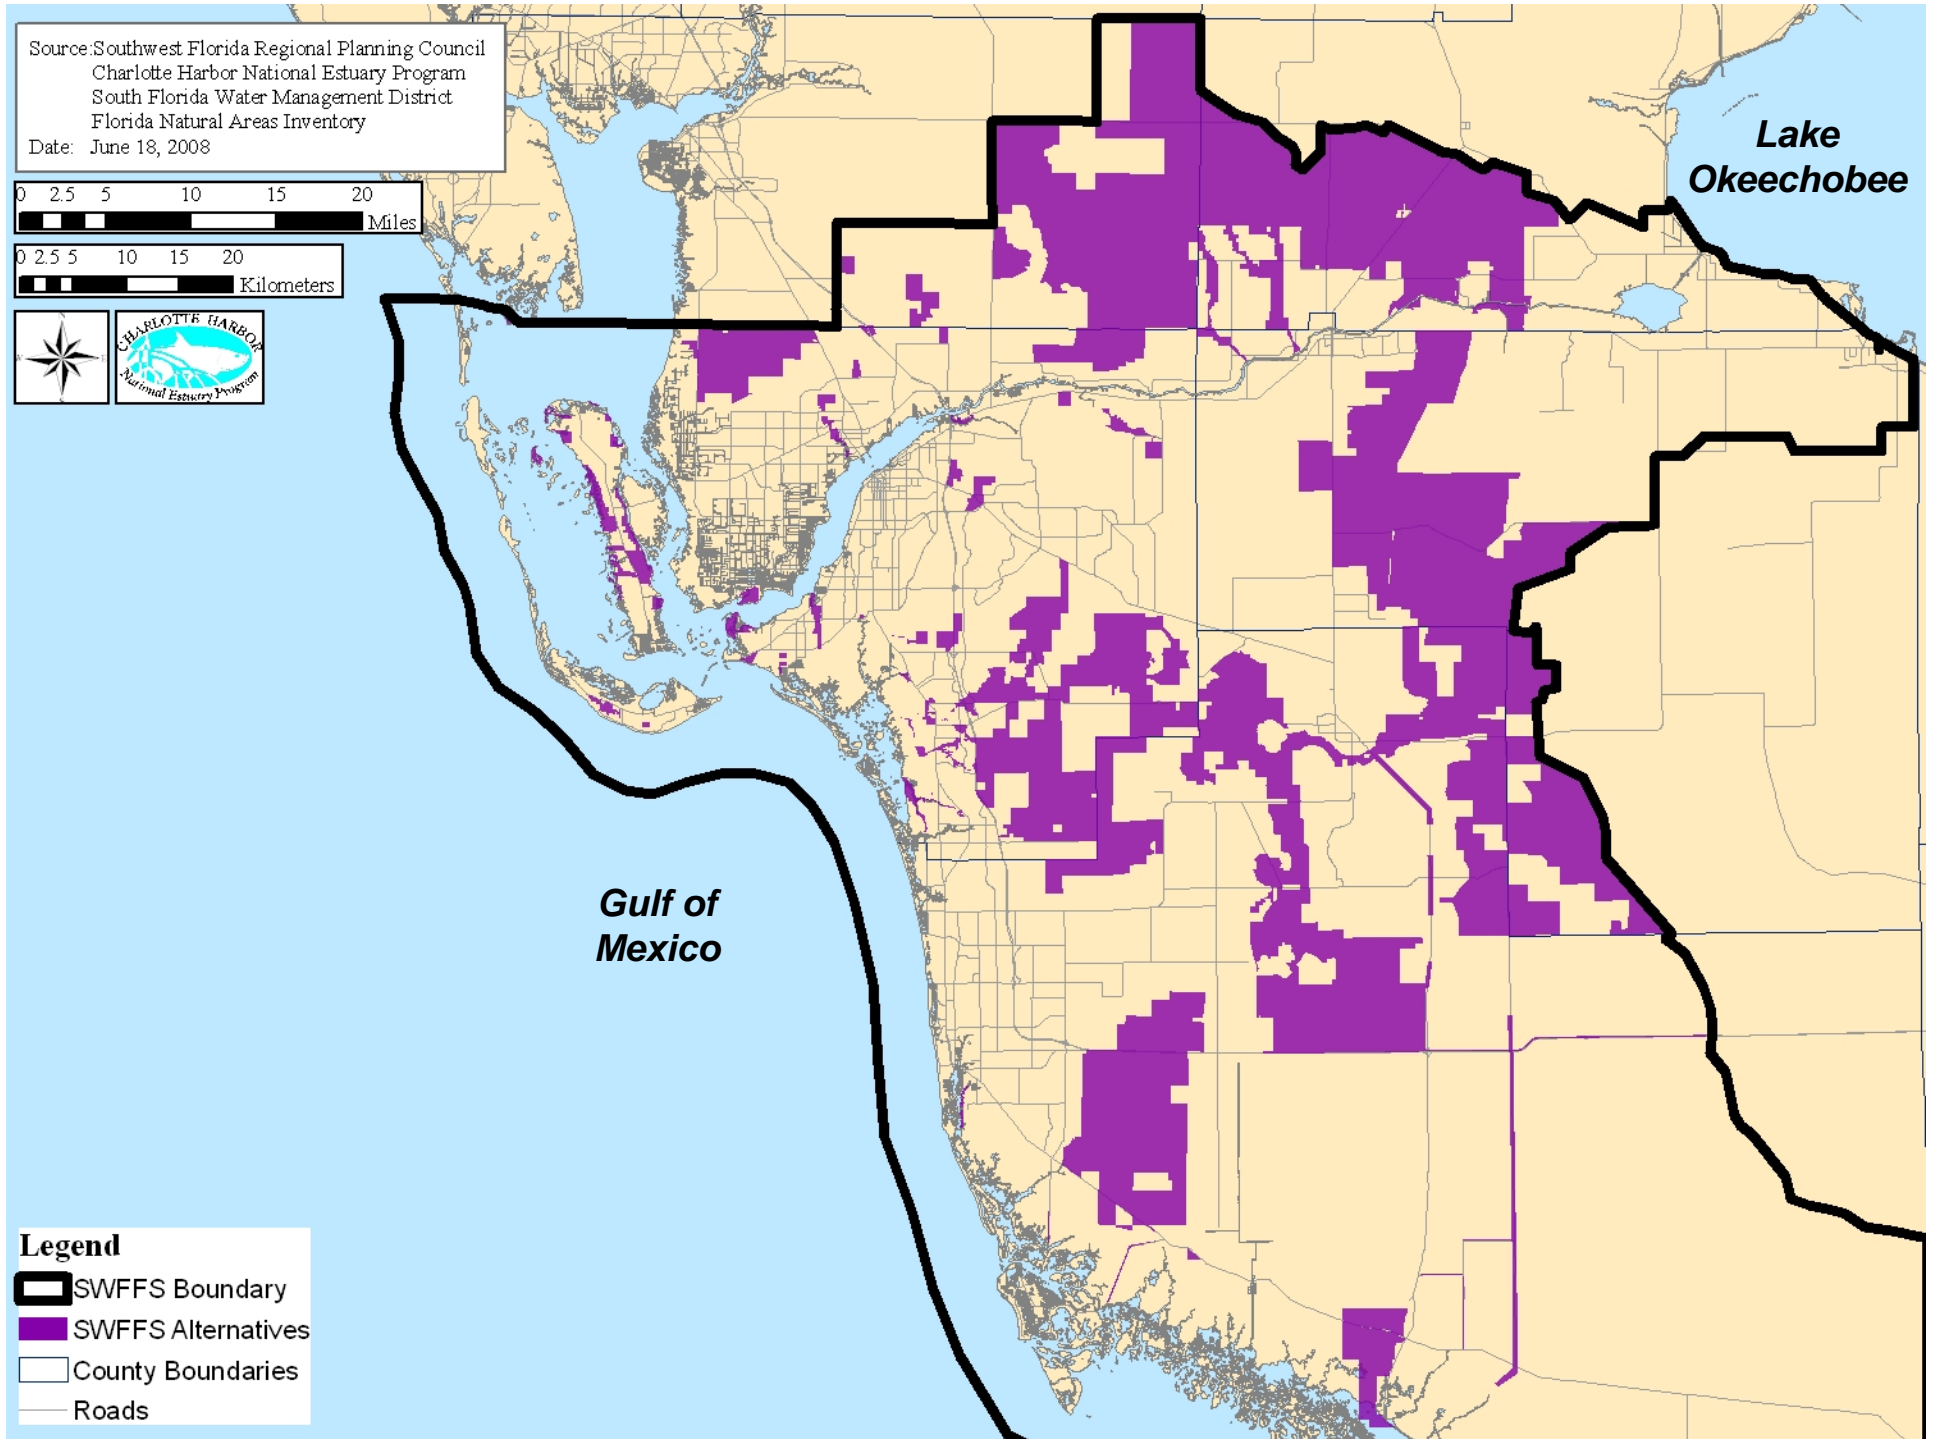 Source:Southwest Florida Regional Planning Council
Charlotte Harbor National Estuary Program
South Florida Water Management District
Florida Natural Areas Inventory
Date: June 18, 2008
0 2.5 5 10 15 20
Miles
0 2.5 5 10 15 20
Kilometers
CHARLOTTE HARBOR
National Estuary Program
Lake
Okeechobee
Gulf of
Mexico
Legend
SWFFS Boundary
SWFFS Alternatives
County Boundaries
Roads